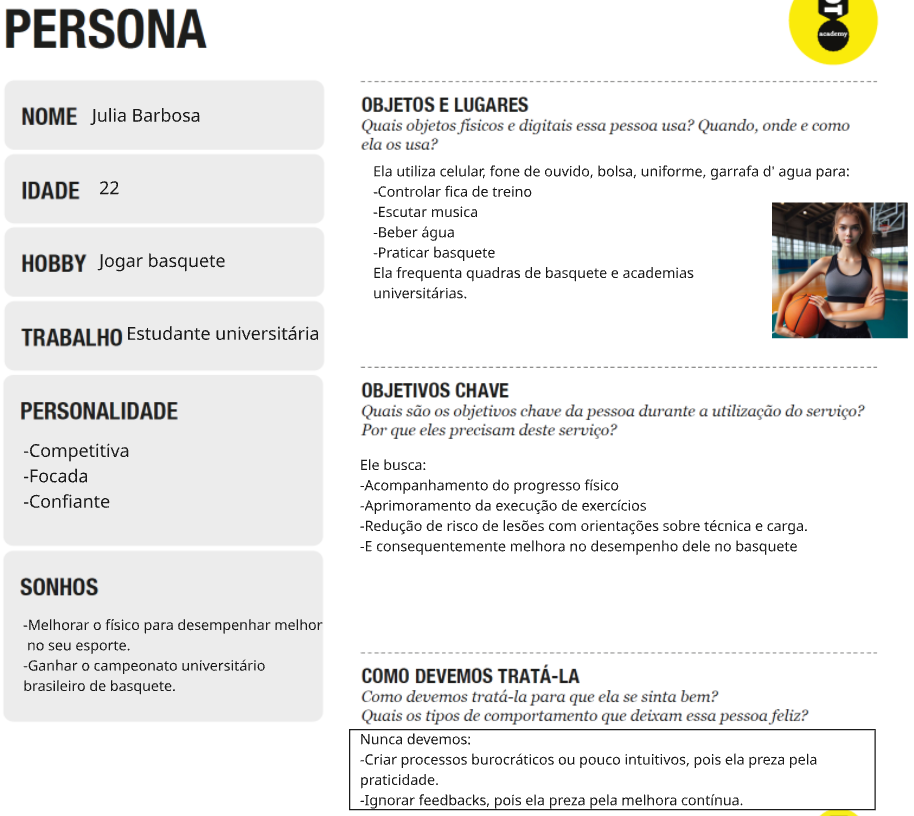 PERSONA
OT
academy
NOME Julia Barbosa
IDADE 22
HOBBY Jogar basquete
TRABALHO Estudante universitária
PERSONALIDADE
-Competitiva
-Focada
-Confiante
SONHOS
-Melhorar o físico para desempenhar melhor
no seu esporte.
-Ganhar o campeonato universitário
brasileiro de basquete.
OBJETOS E LUGARES
Quais objetos físicos e digitais essa pessoa usa? Quando, onde e como
ela os usa?
Ela utiliza celular, fone de ouvido, bolsa, uniforme, garrafa d' agua para:
-Controlar fica de treino
-Escutar musica
-Beber água
-Praticar basquete
Ela frequenta quadras de basquete e academias
universitárias.
OBJETIVOS CHAVE
Quais são os objetivos chave da pessoa durante a utilização do serviço?
Por que eles precisam deste serviço?
Ele busca:
-Acompanhamento do progresso físico
-Aprimoramento da execução de exercícios
-Redução de risco de lesões com orientações sobre técnica e carga.
-E consequentemente melhora no desempenho dele no basquete
COMO DEVEMOS TRATÁ-LA
Como devemos tratá-la para que ela se sinta bem?
Quais os tipos de comportamento que deixam essa pessoa feliz?
Nunca devemos:
-Criar processos burocráticos ou pouco intuitivos, pois ela preza pela
praticidade.
-Ignorar feedbacks, pois ela preza pela melhora contínua.